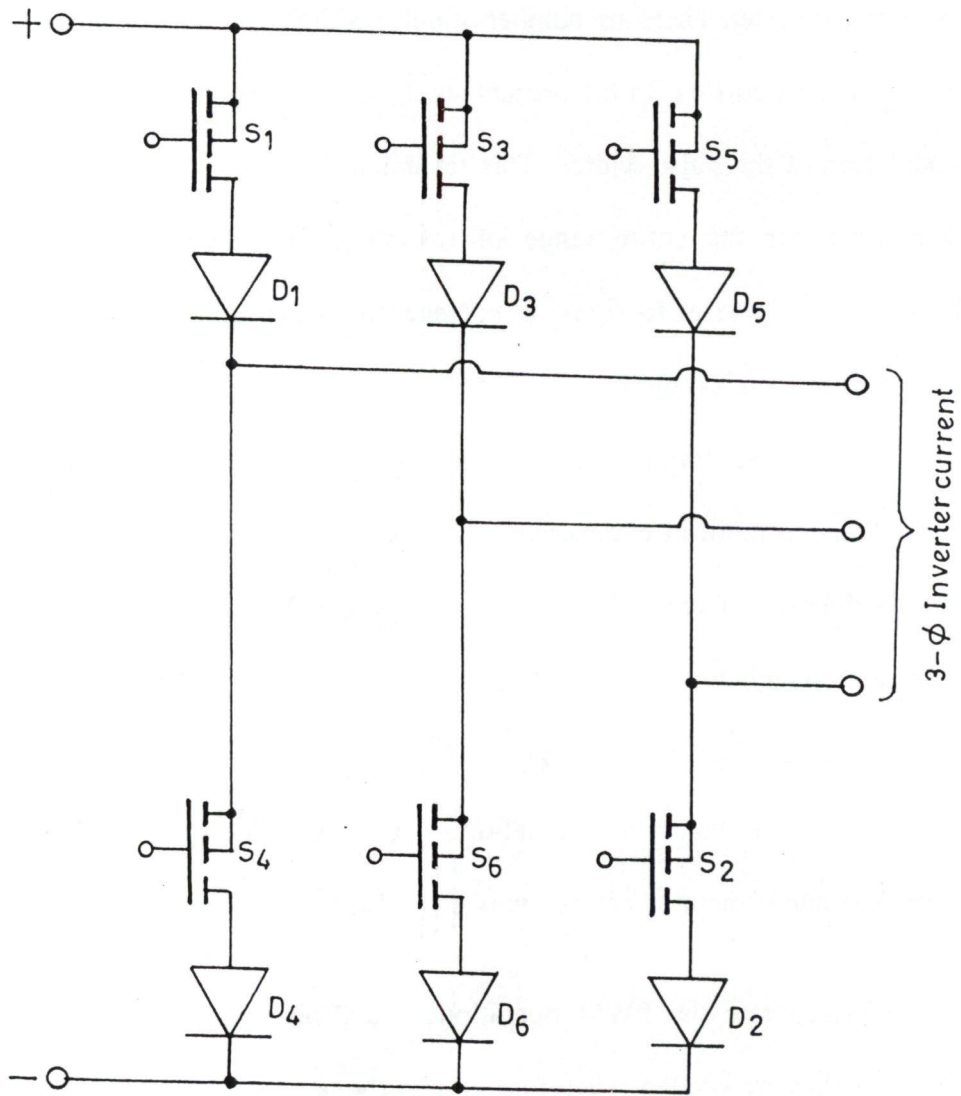 +
S1 S3 S5
D1 D3 D5
3-ϕ Inverter current
S4 S6 S2
D4 D6 D2
-